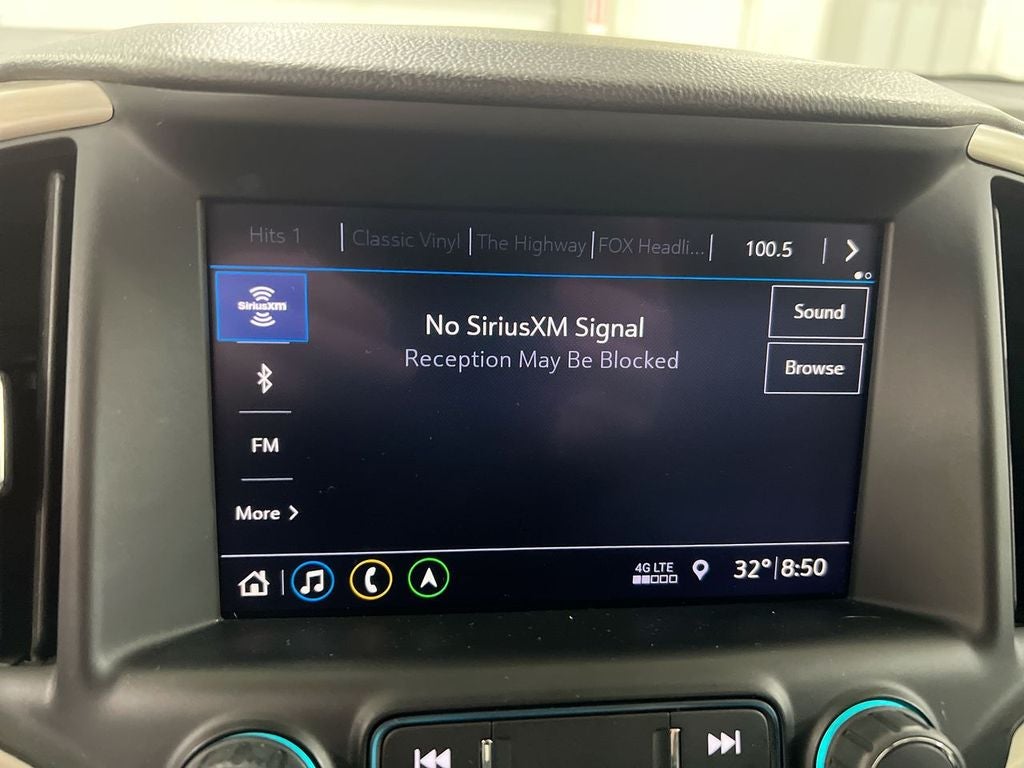 Hits 1 Classic Vinyl The Highway FOX Headli... 100.5
SiriusXM
No SiriusXM Signal
Reception May Be Blocked
Sound
Browse
FM
More
4G LTE
32° 8:50